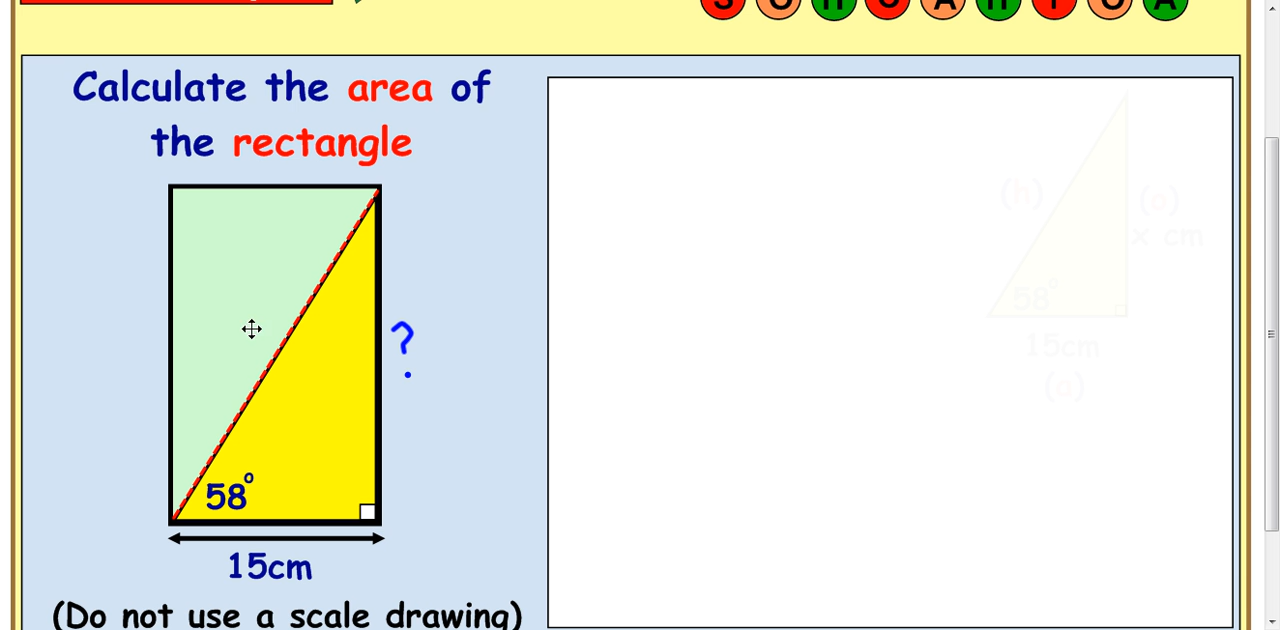 S O H C A H T O A
Calculate the area of
the rectangle
?
58°
15cm
(Do not use a scale drawing)
(h)
(o)
x cm
58°
15cm
(a)